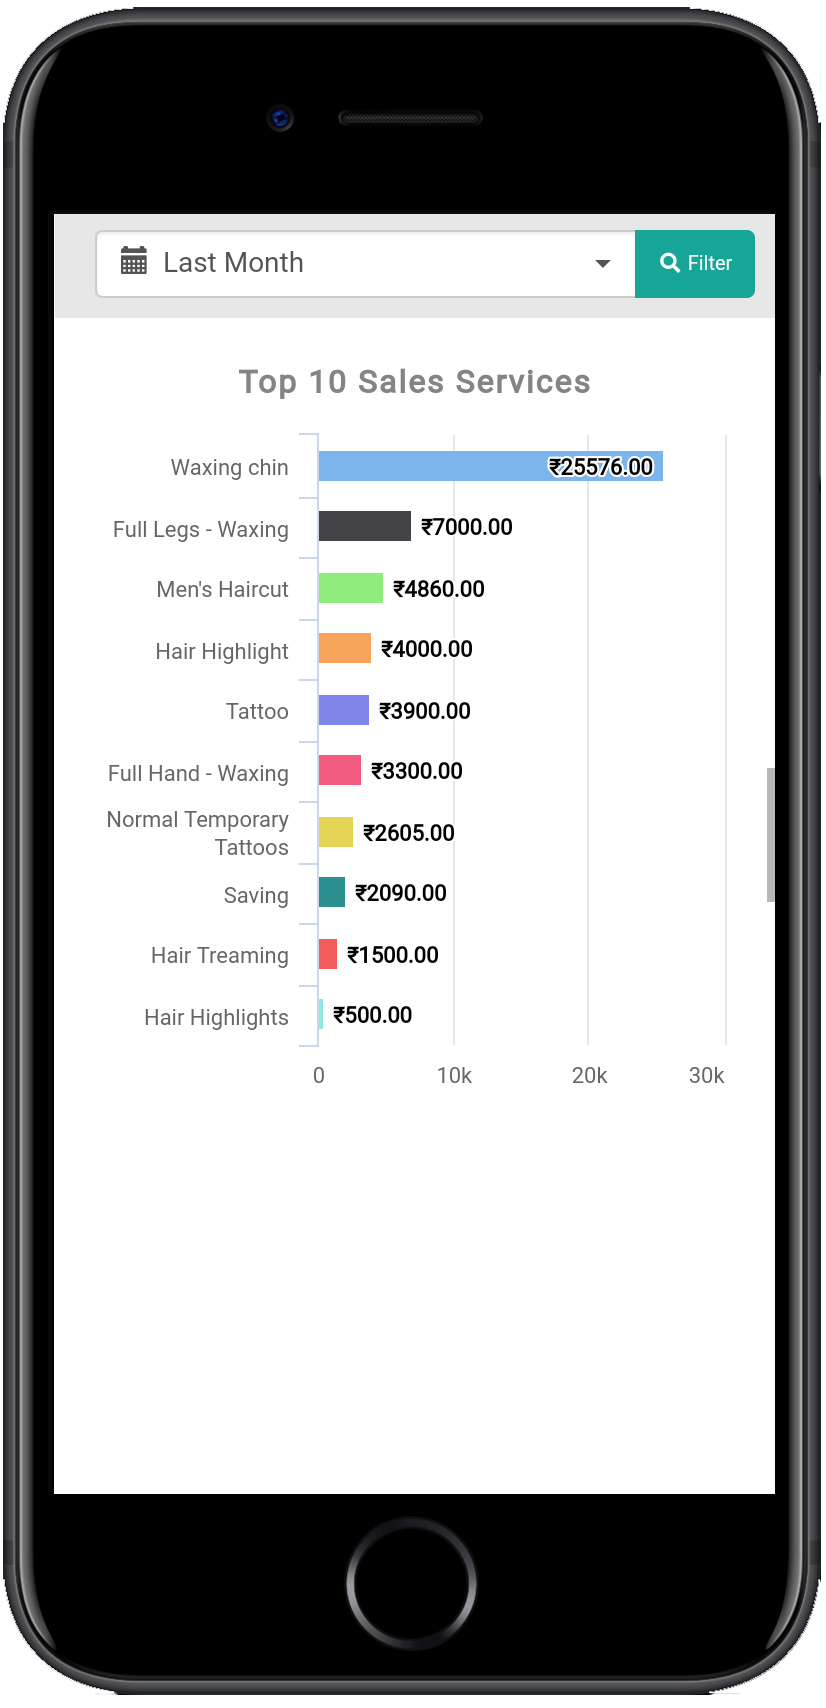 Last Month
Filter
Top 10 Sales Services
Waxing chin ₹25576.00
Full Legs - Waxing ₹7000.00
Men's Haircut ₹4860.00
Hair Highlight ₹4000.00
Tattoo ₹3900.00
Full Hand - Waxing ₹3300.00
Normal Temporary
Tattoos ₹2605.00
Saving ₹2090.00
Hair Treaming ₹1500.00
Hair Highlights ₹500.00
0 10k 20k 30k